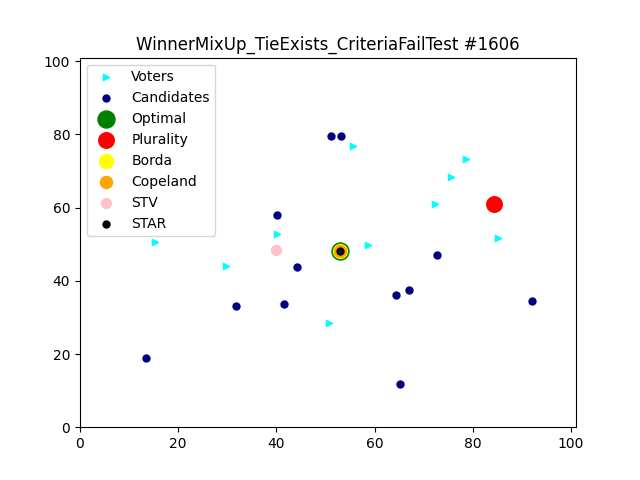 WinnerMixUp_TieExists_CriteriaFailTest #1606
100
80
60
40
20
0
Voters
Candidates
Optimal
Plurality
Borda
Copeland
STV
STAR
0 20 40 60 80 100